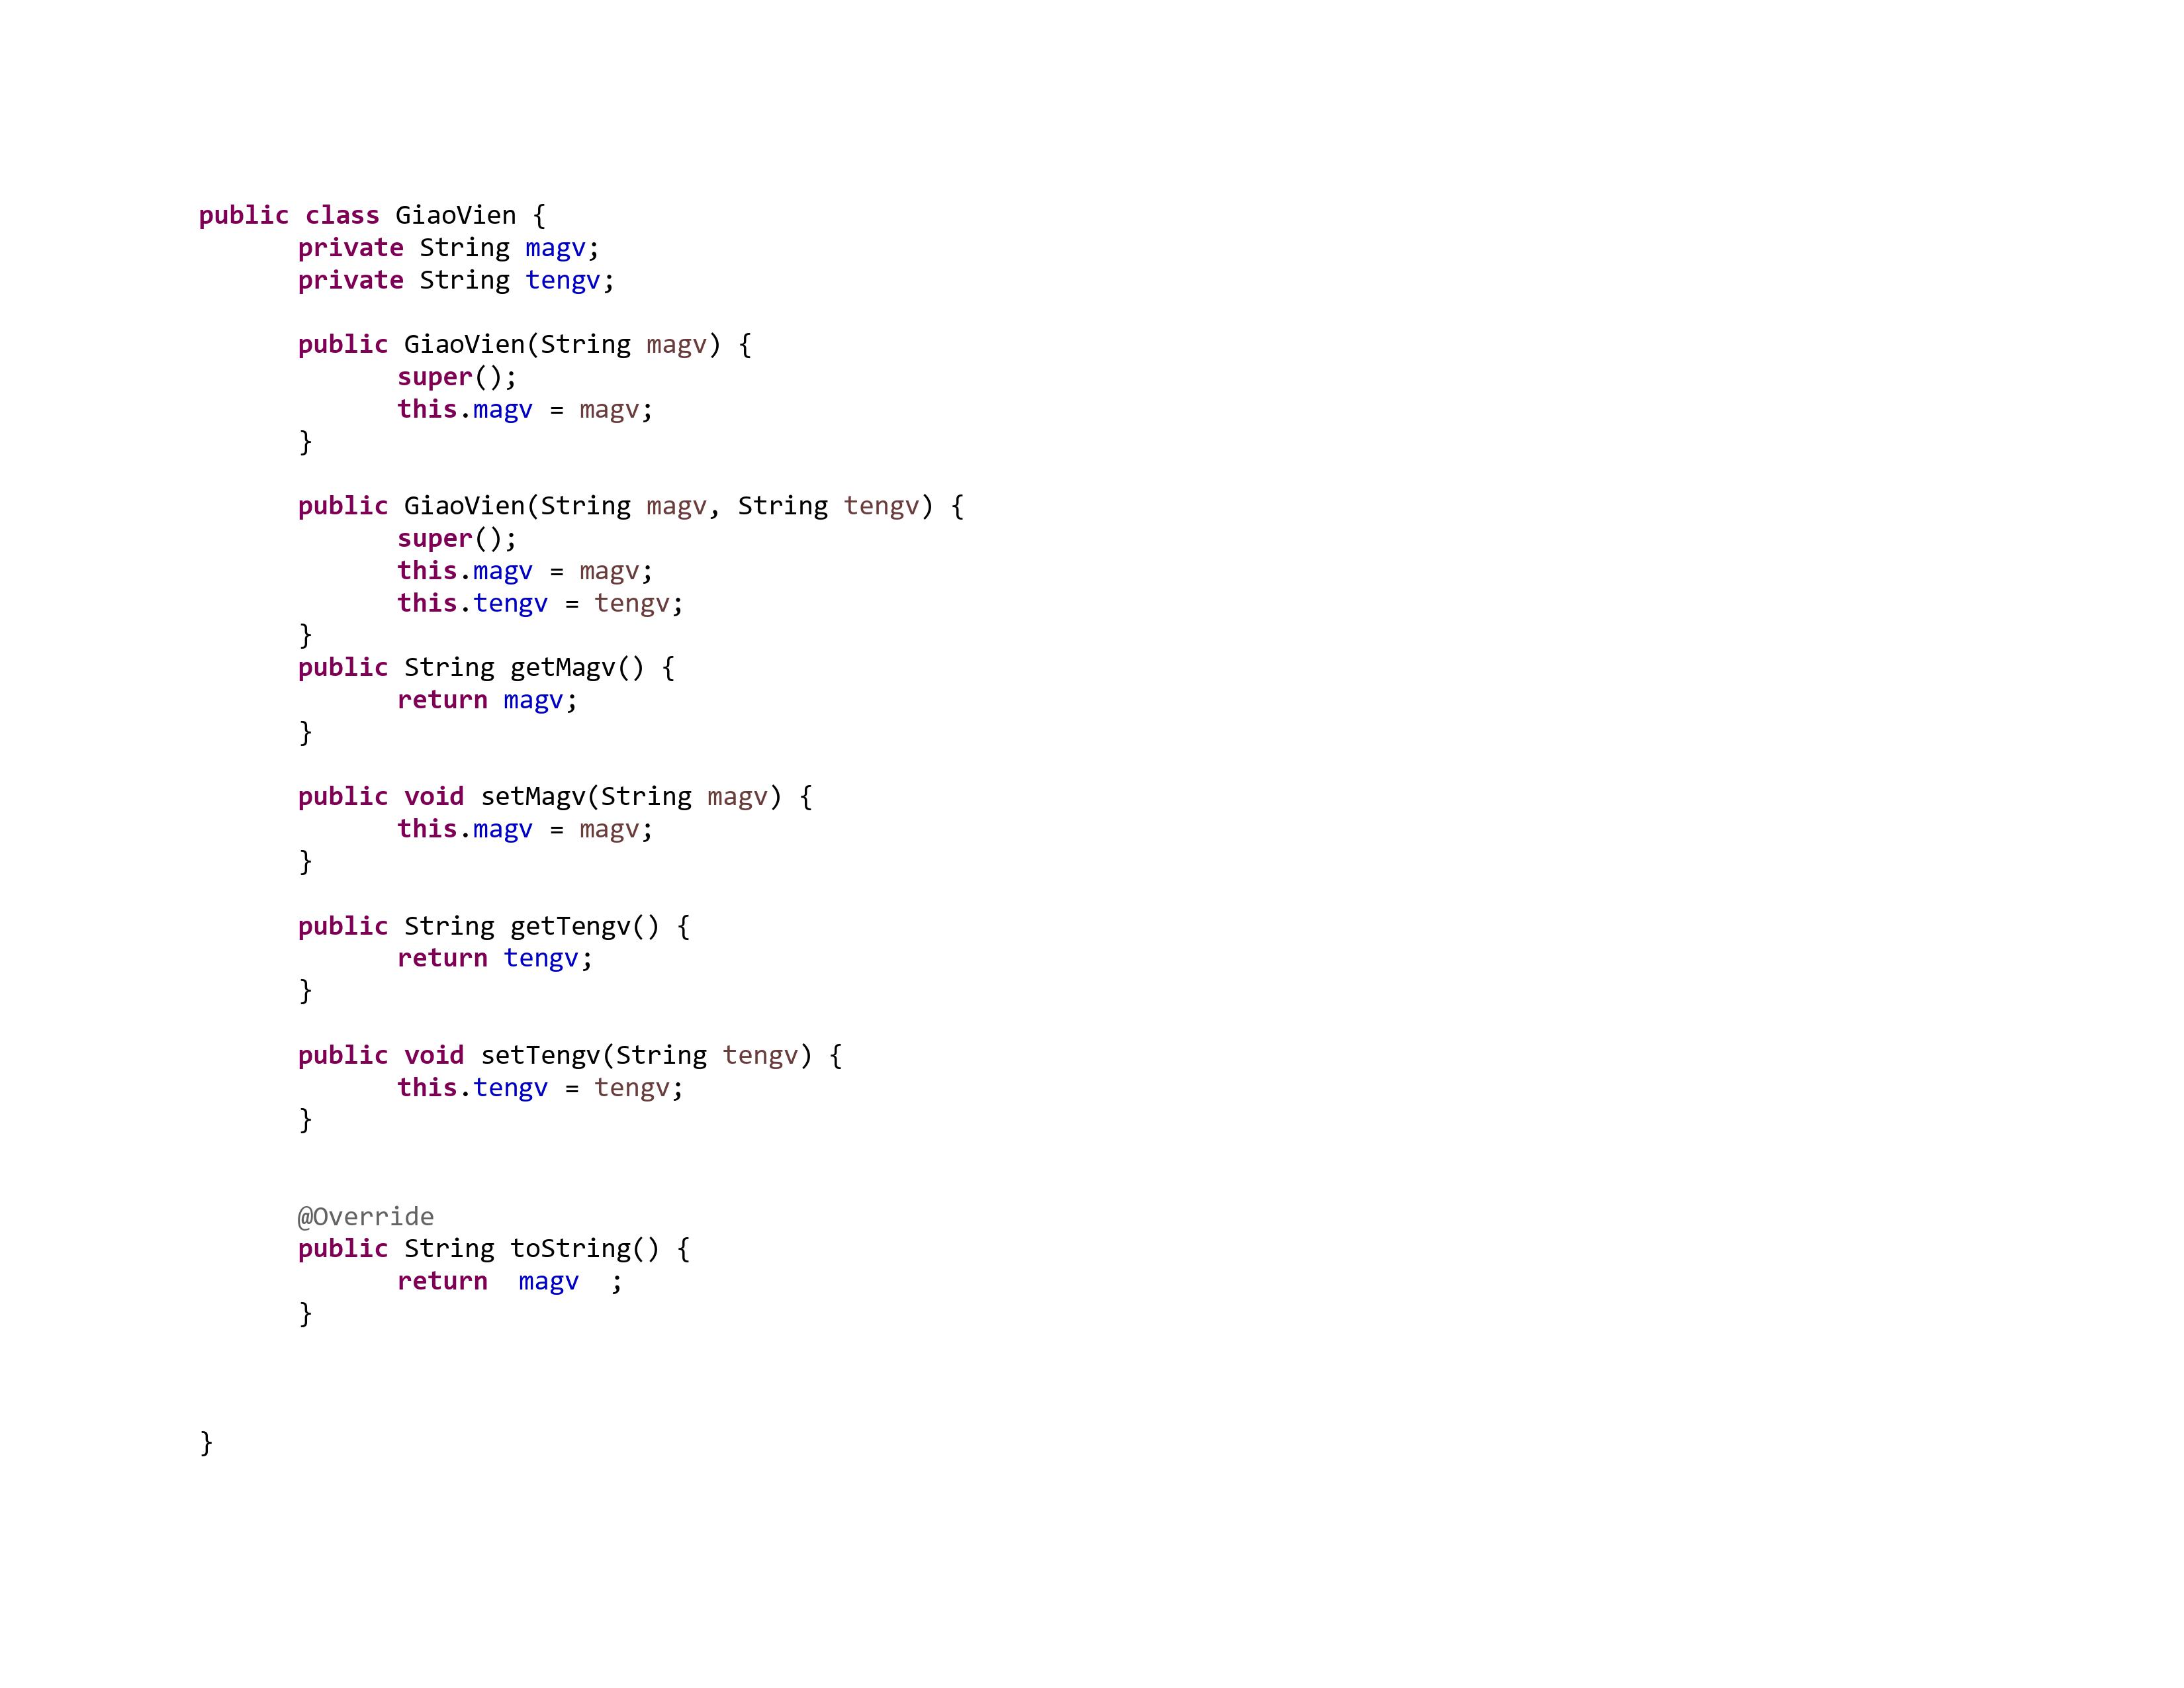 public class GiaoVien {
private String magv;
private String tengv;
public GiaoVien(String magv) {
super();
this.magv = magv;
}
public GiaoVien(String magv, String tengv) {
super();
this.magv = magv;
this.tengv = tengv;
}
public String getMagv() {
return magv;
}
public void setMagv(String magv) {
this.magv = magv;
}
public String getTengv() {
return tengv;
}
public void setTengv(String tengv) {
this.tengv = tengv;
}
@Override
public String toString() {
return  magv  ;
}
}